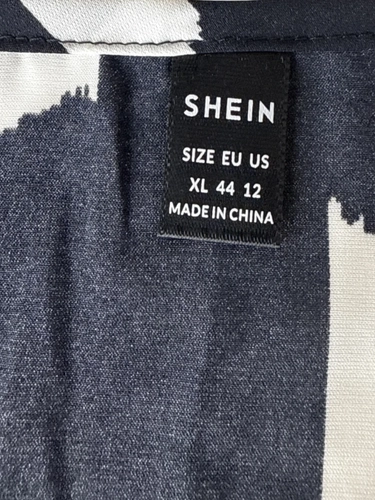 SHEIN
SIZE EU US
XL 44 12
MADE IN CHINA